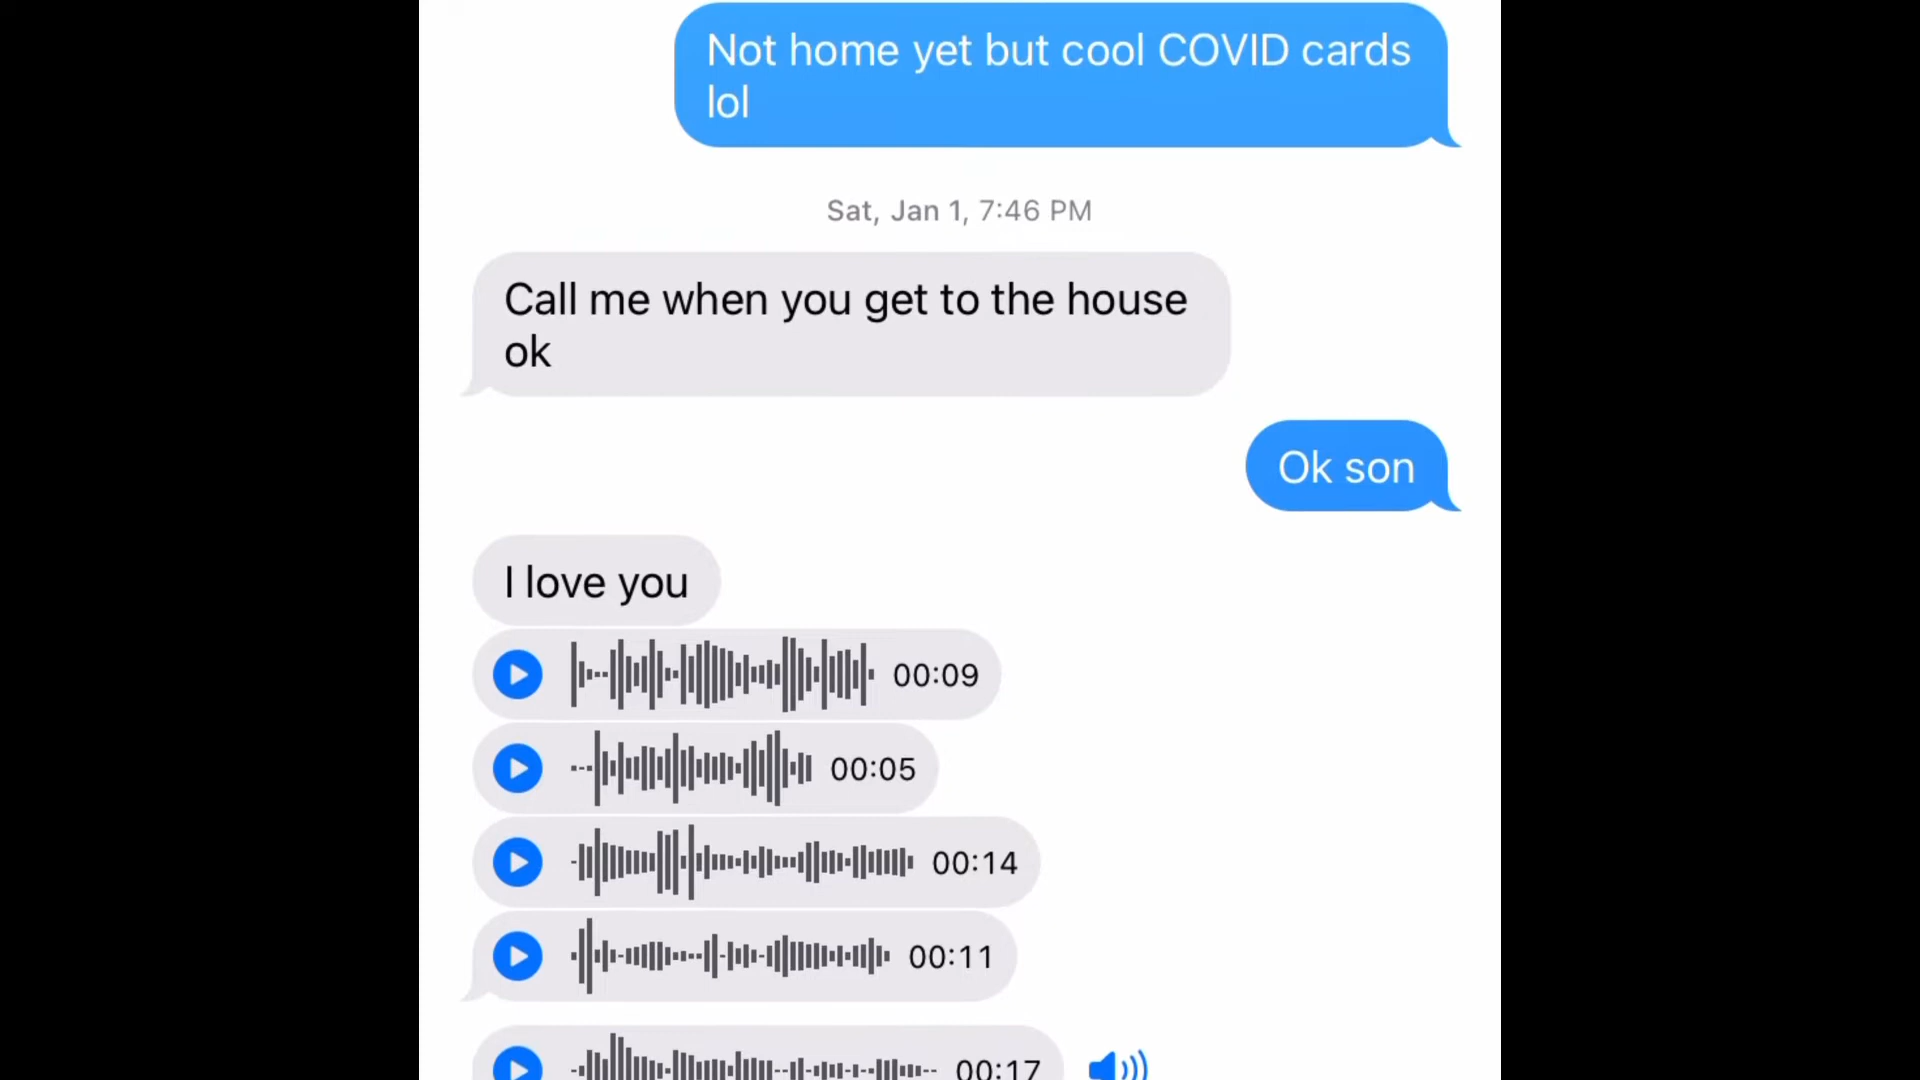 Not home yet but cool COVID cards
lol
Sat, Jan 1, 7:46 PM
Call me when you get to the house
ok
Ok son
I love you
00:09
00:05
00:14
00:11
00:17